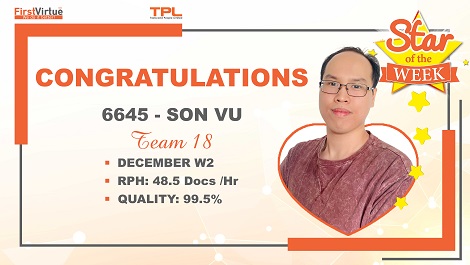 FirstVirtue
TPL
CONGRATULATIONS
6645 - SON VU
Team 18
DECEMBER W2
RPH: 48.5 Docs /Hr
QUALITY: 99.5%
Star
of the
WEEK